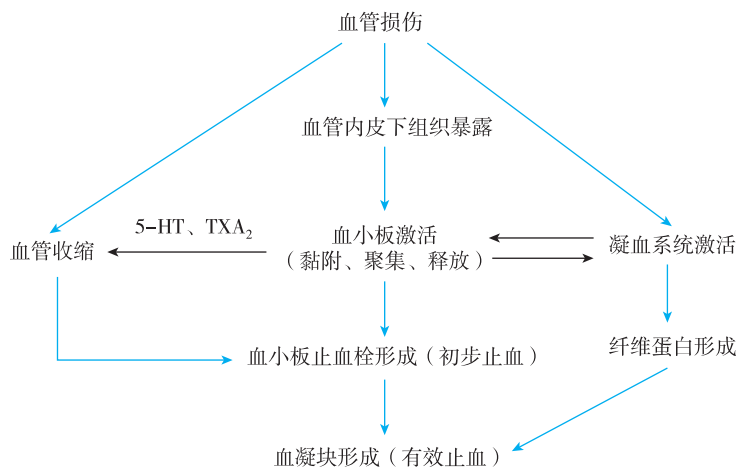 血管损伤
血管内皮下组织暴露
5-HT、TXA₂
血管收缩
血小板激活
（黏附、聚集、释放）
凝血系统激活
血小板止血栓形成（初步止血）
纤维蛋白形成
血凝块形成（有效止血）